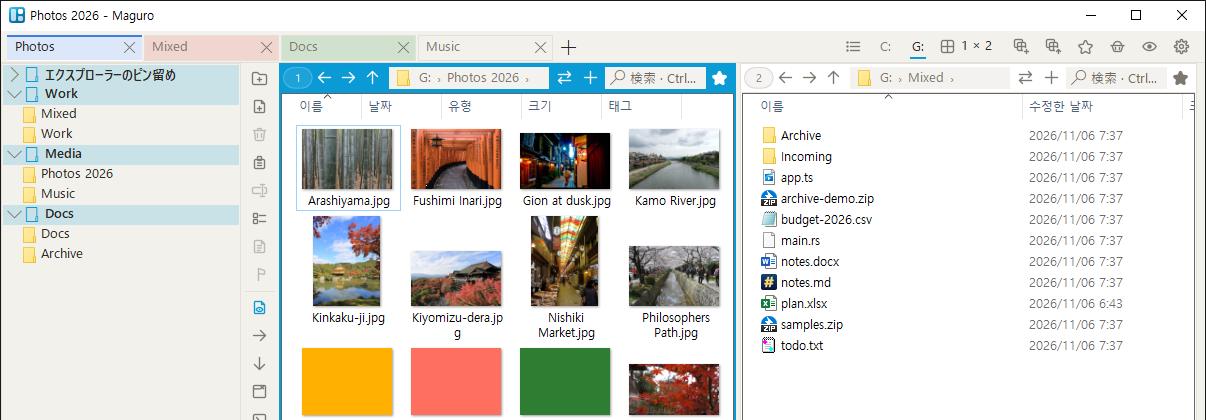 Photos 2026 - Maguro
Photos
Mixed
Docs
Music
C:
G:
1 × 2
エクスプローラーのピン留め
Work
Mixed
Work
Media
Photos 2026
Music
Docs
Docs
Archive
1
G: › Photos 2026 ›
検索 · Ctrl...
이름 날짜 유형 크기 태그
Arashiyama.jpg
Fushimi Inari.jpg
Gion at dusk.jpg
Kamo River.jpg
Kinkaku-ji.jpg
Kiyomizu-dera.jp
g
Nishiki
Market.jpg
Philosophers
Path.jpg
2
G: › Mixed ›
検索 · Ctrl...
이름 수정한 날짜
Archive 2026/11/06 7:37
Incoming 2026/11/06 7:37
app.ts 2026/11/06 7:37
archive-demo.zip 2026/11/06 7:37
budget-2026.csv 2026/11/06 7:37
main.rs 2026/11/06 7:37
notes.docx 2026/11/06 7:37
notes.md 2026/11/06 7:37
plan.xlsx 2026/11/06 6:43
samples.zip 2026/11/06 7:37
todo.txt 2026/11/06 7:37